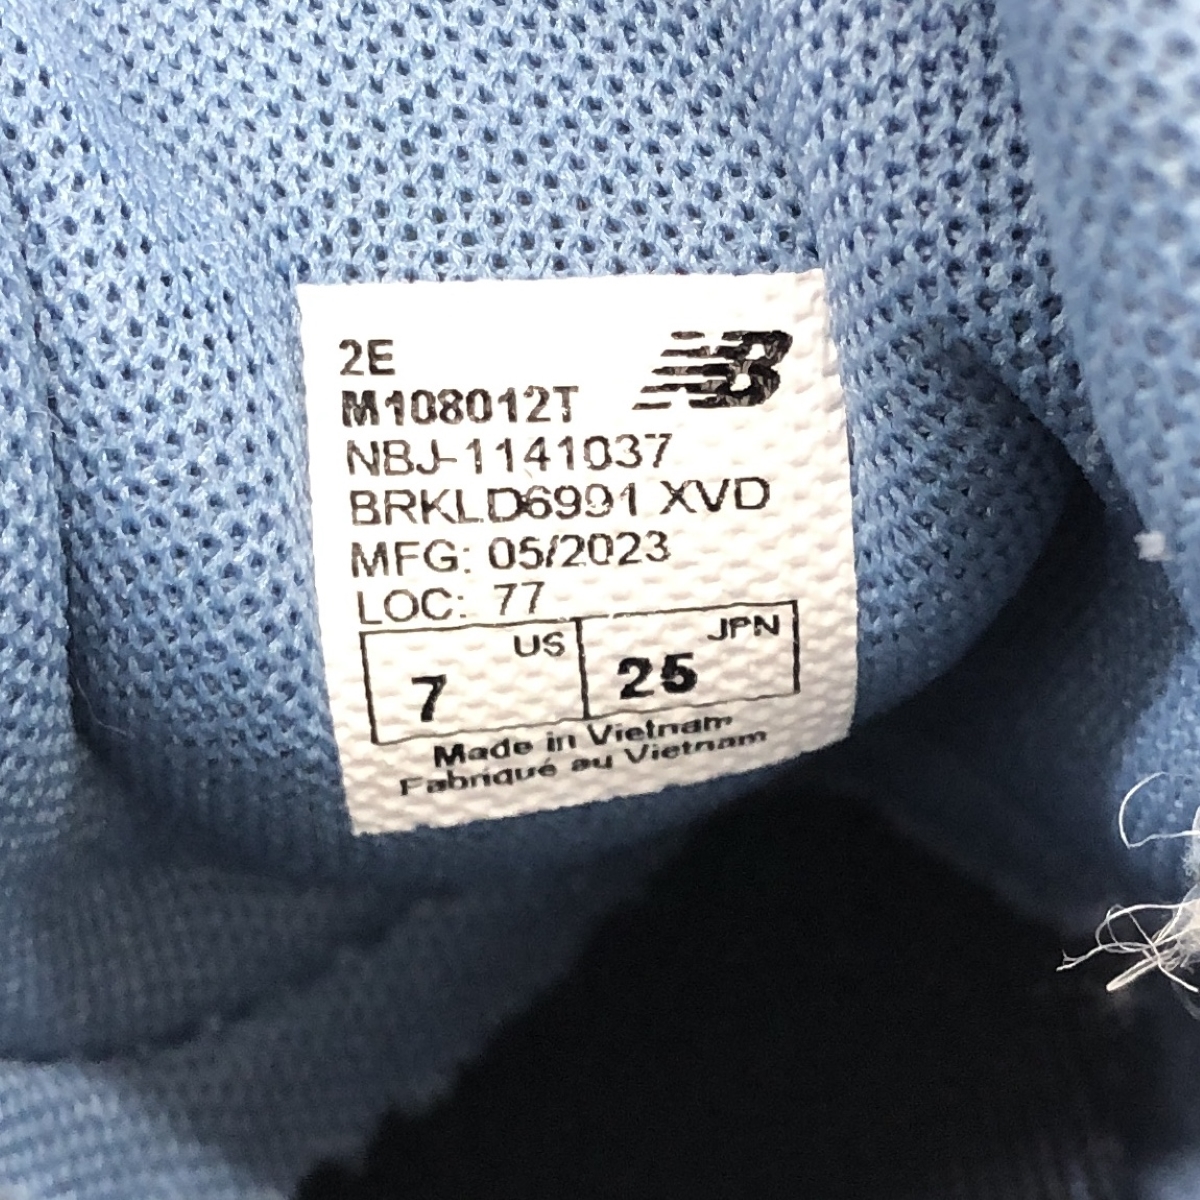 2E
NB
M108012T
NBJ-1141037
BRKLD6991 XVD
MFG: 05/2023
LOC: 77
US JPN
7 25
Made in Vietnam
Fabriqué au Vietnam